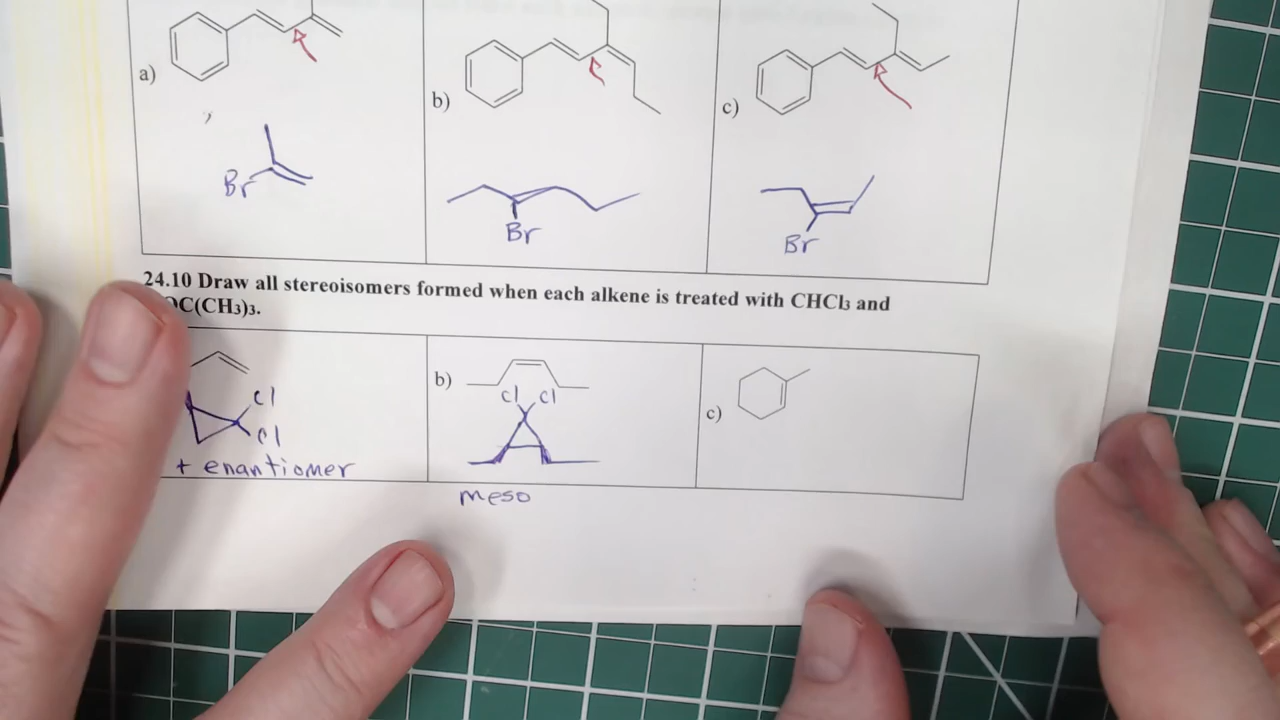 a)
b)
c)
Br
Br
Br
24.10 Draw all stereoisomers formed when each alkene is treated with CHCl3 and
C(CH3)3.
b)
c)
Cl
Cl
+ enantiomer
Cl Cl
meso